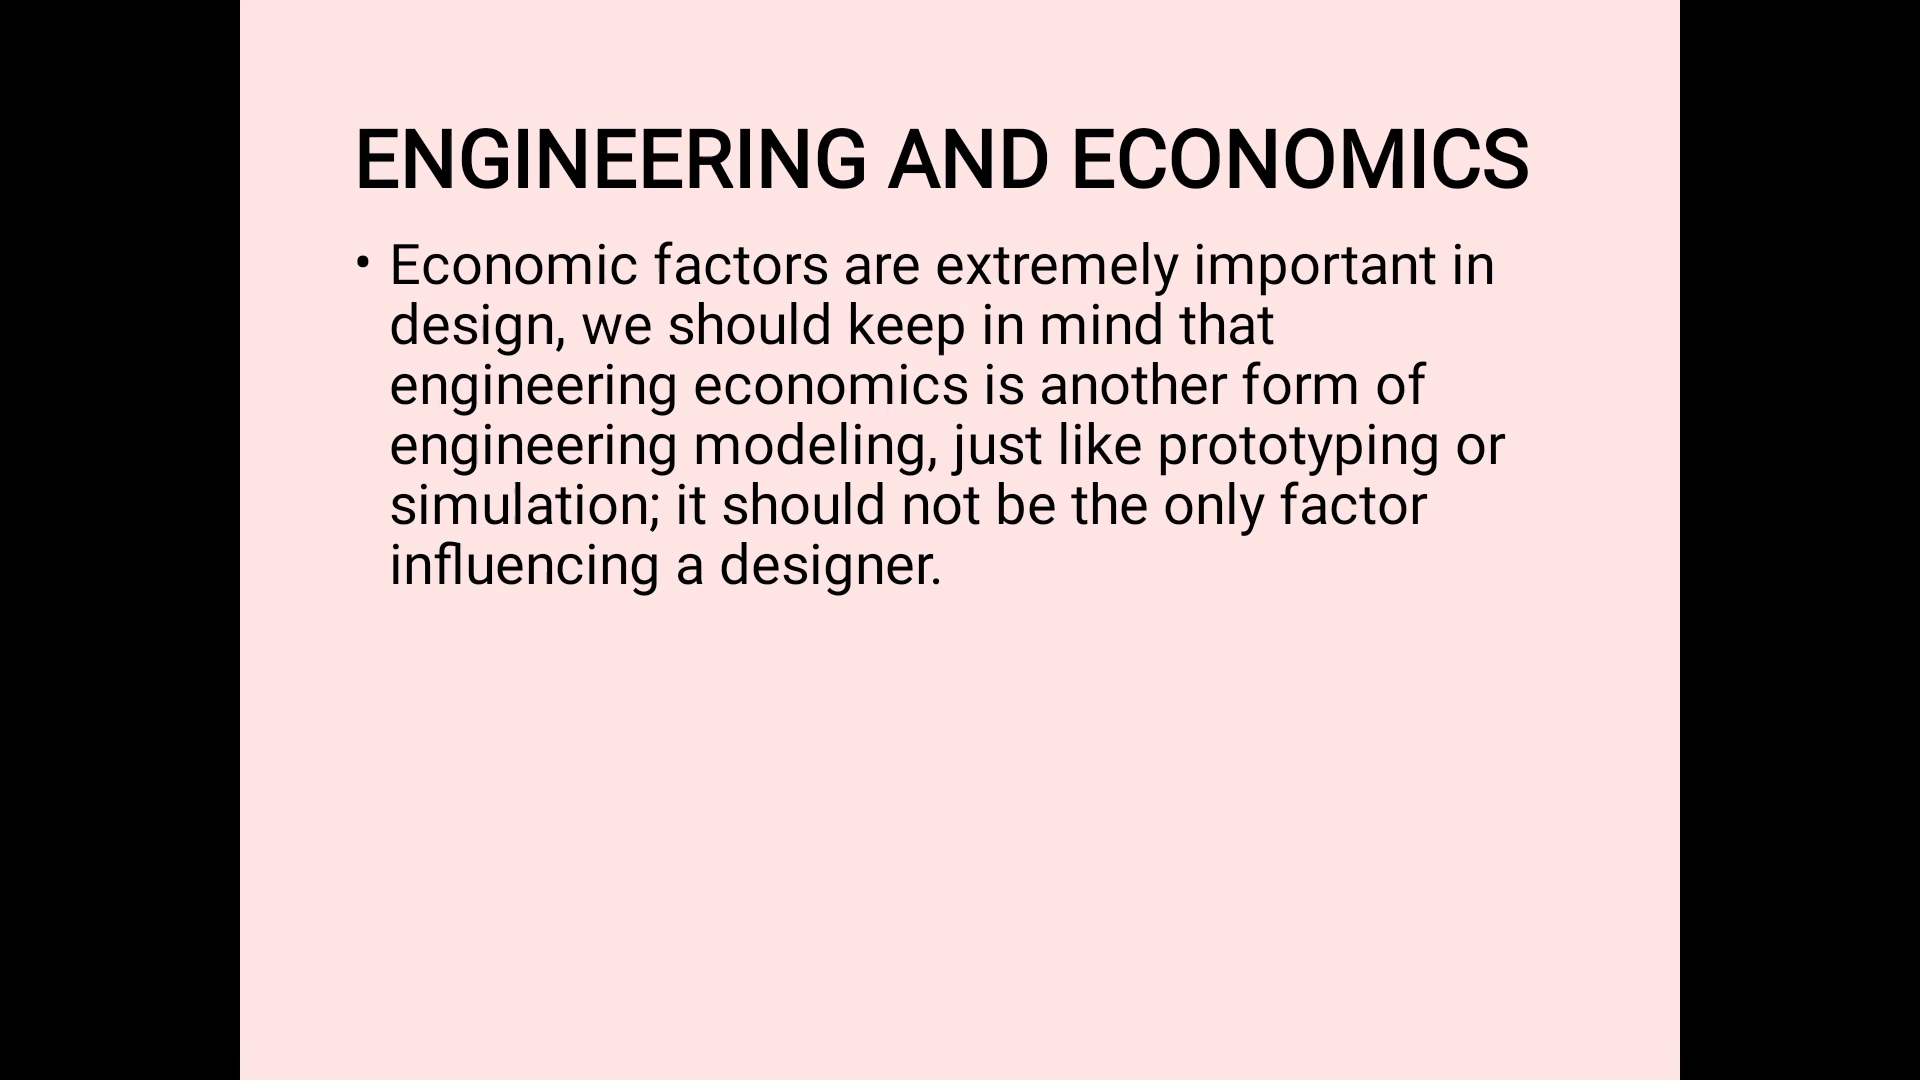 ENGINEERING AND ECONOMICS
• Economic factors are extremely important in
design, we should keep in mind that
engineering economics is another form of
engineering modeling, just like prototyping or
simulation; it should not be the only factor
influencing a designer.